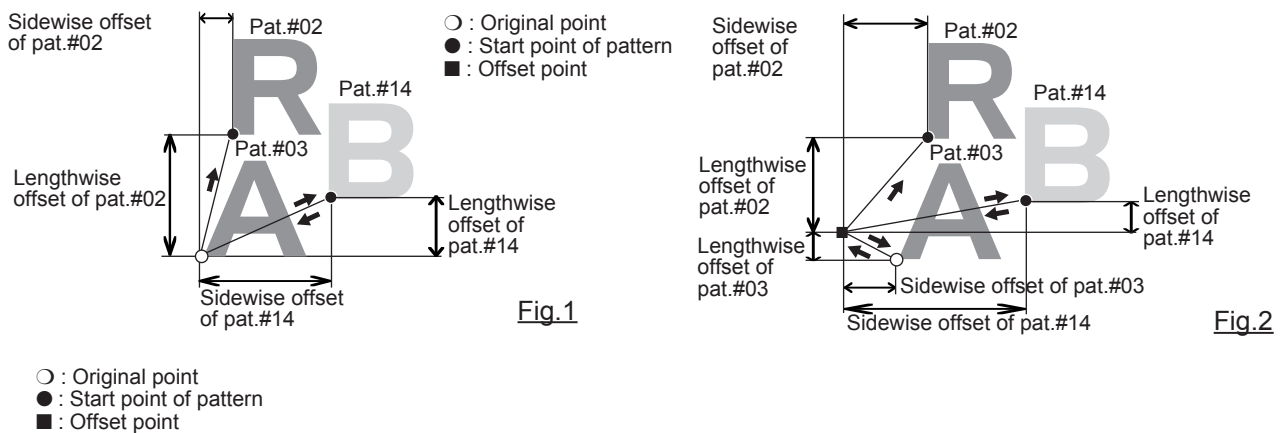 Sidewise offset
of pat.#02
Pat.#02
R
Pat.#14
B
Pat.#03
A
Lengthwise
offset of pat.#02
Lengthwise
offset of
pat.#14
Sidewise offset
of pat.#14
Fig.1
○ : Original point
● : Start point of pattern
■ : Offset point
Sidewise
offset of
pat.#02
Pat.#02
R
Pat.#14
B
Pat.#03
A
Lengthwise
offset of
pat.#02
Lengthwise
offset of
pat.#03
Lengthwise
offset of
pat.#14
Sidewise offset of pat.#03
Sidewise offset of pat.#14
Fig.2
○ : Original point
● : Start point of pattern
■ : Offset point